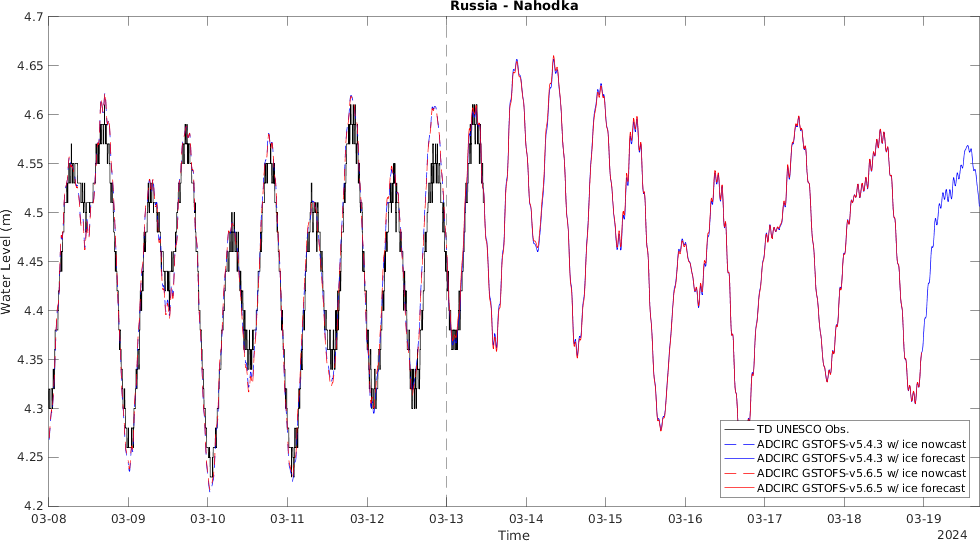 Russia - Nahodka
Water Level (m)
4.7
4.65
4.6
4.55
4.5
4.45
4.4
4.35
4.3
4.25
4.2
TD UNESCO Obs.
ADCIRC GSTOFS-v5.4.3 w/ ice nowcast
ADCIRC GSTOFS-v5.4.3 w/ ice forecast
ADCIRC GSTOFS-v5.6.5 w/ ice nowcast
ADCIRC GSTOFS-v5.6.5 w/ ice forecast
03-08 03-09 03-10 03-11 03-12 03-13 03-14 03-15 03-16 03-17 03-18 03-19
Time
2024